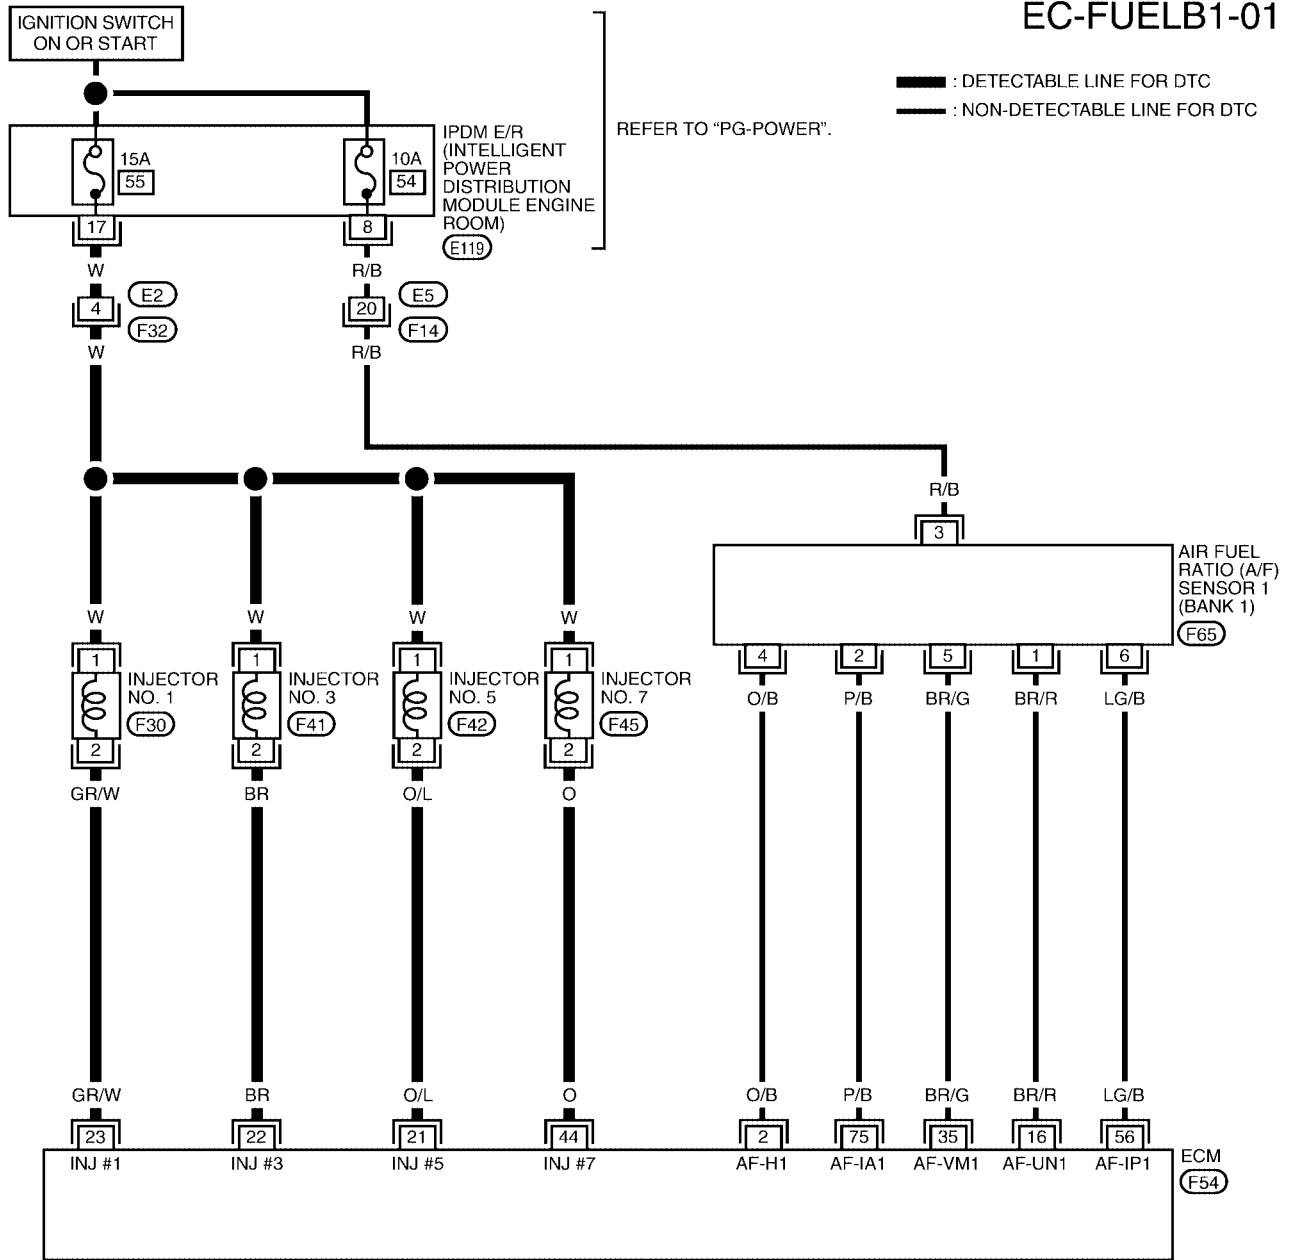 EC-FUELB1-01
IGNITION SWITCH
ON OR START
: DETECTABLE LINE FOR DTC
: NON-DETECTABLE LINE FOR DTC
REFER TO “PG-POWER”.
15A
55
10A
54
IPDM E/R
(INTELLIGENT
POWER
DISTRIBUTION
MODULE ENGINE
ROOM)
E119
17
8
W
R/B
4
E2
F32
20
E5
F14
W
R/B
R/B
3
AIR FUEL
RATIO (A/F)
SENSOR 1
(BANK 1)
F65
W
W
W
W
1
INJECTOR
NO. 1
F30
2
1
INJECTOR
NO. 3
F41
2
1
INJECTOR
NO. 5
F42
2
1
INJECTOR
NO. 7
F45
2
4
2
5
1
6
O/B
P/B
BR/G
BR/R
LG/B
GR/W
BR
O/L
O
GR/W
BR
O/L
O
O/B
P/B
BR/G
BR/R
LG/B
23
22
21
44
2
75
35
16
56
INJ #1
INJ #3
INJ #5
INJ #7
AF-H1
AF-IA1
AF-VM1
AF-UN1
AF-IP1
ECM
F54